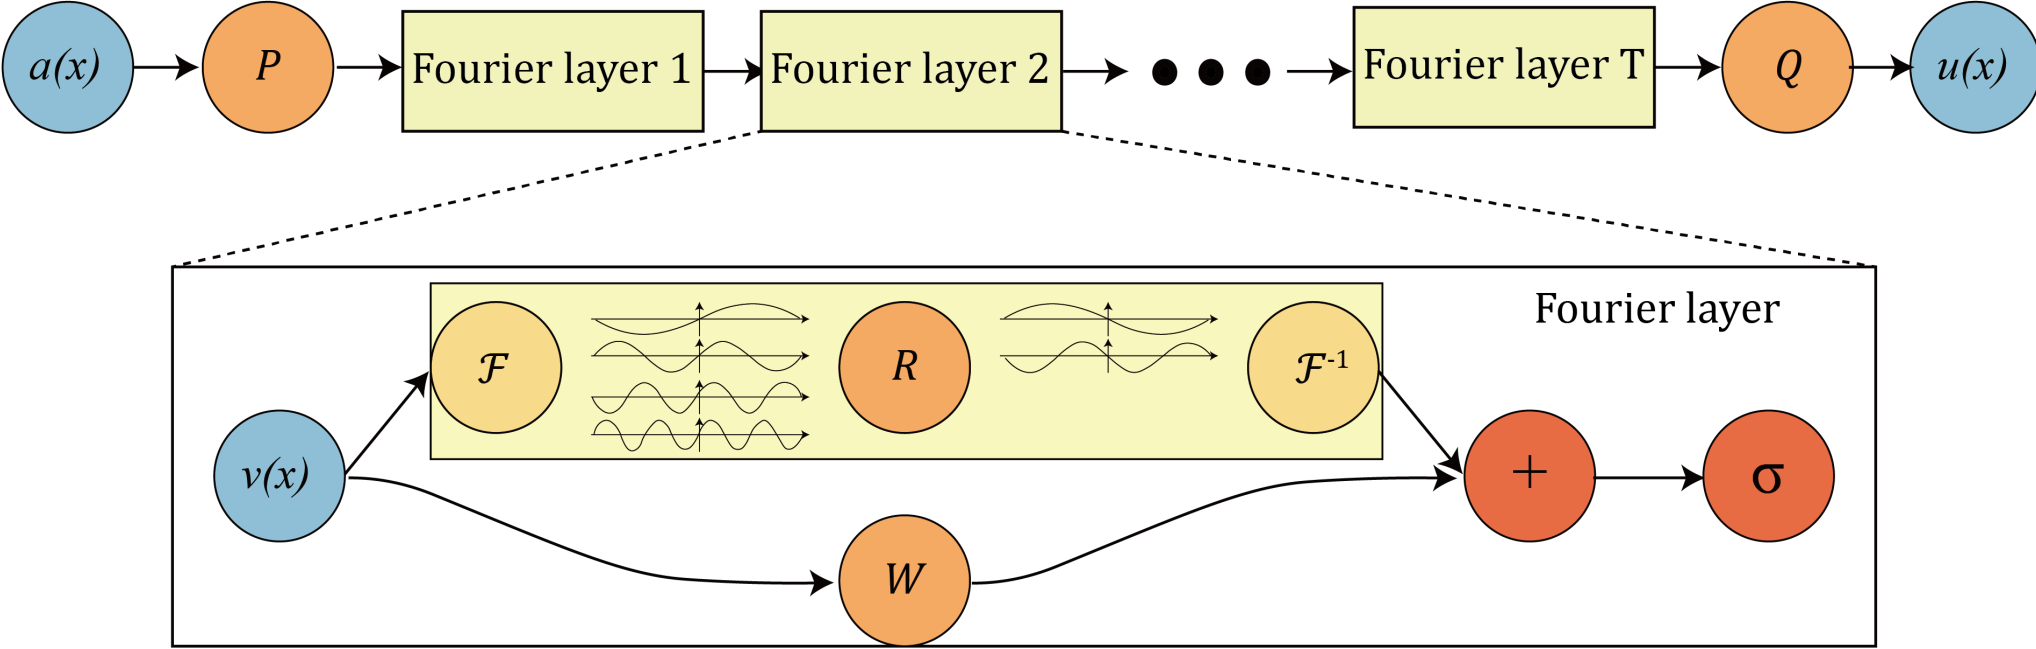 a(x)
P
Fourier layer 1
Fourier layer 2
● ● ●
Fourier layer T
Q
u(x)
Fourier layer
ℱ
R
ℱ⁻¹
v(x)
+
σ
W